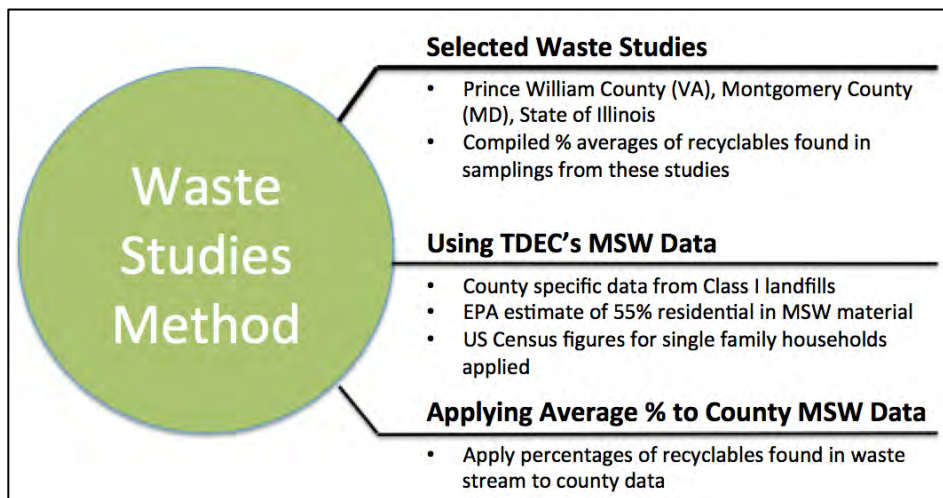 Waste
Studies
Method
Selected Waste Studies
• Prince William County (VA), Montgomery County
(MD), State of Illinois
• Compiled % averages of recyclables found in
samplings from these studies
Using TDEC's MSW Data
• County specific data from Class I landfills
• EPA estimate of 55% residential in MSW material
• US Census figures for single family households
applied
Applying Average % to County MSW Data
• Apply percentages of recyclables found in waste
stream to county data